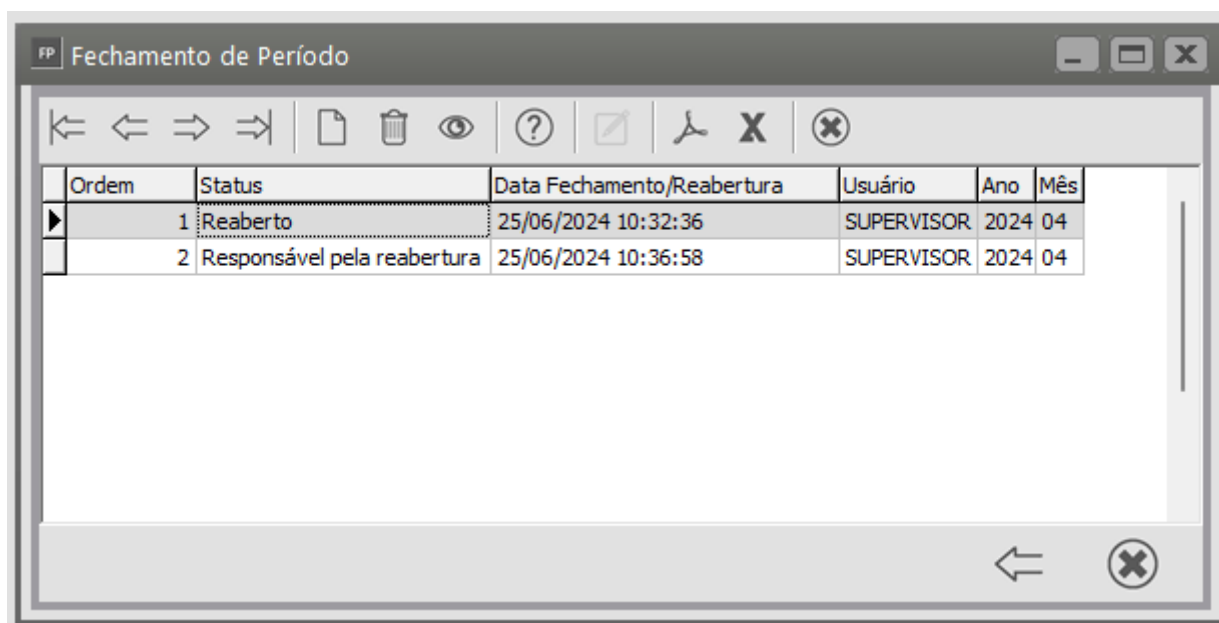 FP Fechamento de Período
Ordem Status Data Fechamento/Reabertura Usuário Ano Mês
1 Reaberto 25/06/2024 10:32:36 SUPERVISOR 2024 04
2 Responsável pela reabertura 25/06/2024 10:36:58 SUPERVISOR 2024 04